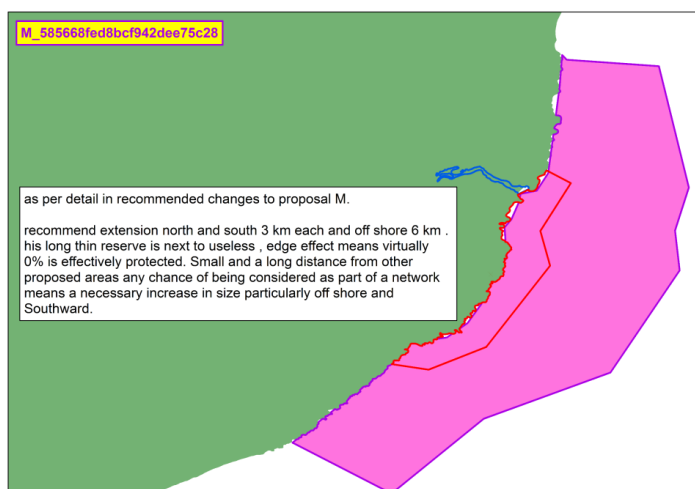 M_585668fed8bcf942dee75c28
as per detail in recommended changes to proposal M.
recommend extension north and south 3 km each and off shore 6 km .
his long thin reserve is next to useless , edge effect means virtually
0% is effectively protected. Small and a long distance from other
proposed areas any chance of being considered as part of a network
means a necessary increase in size particularly off shore and
Southward.